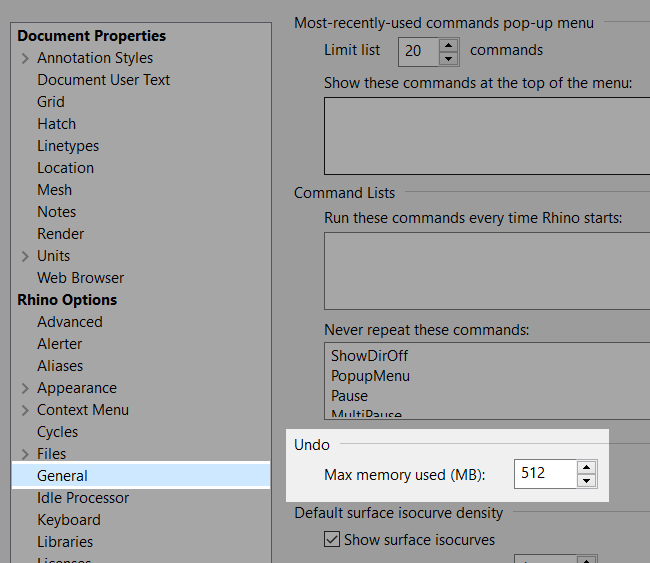 Document Properties
Annotation Styles
Document User Text
Grid
Hatch
Linetypes
Location
Mesh
Notes
Render
Units
Web Browser
Rhino Options
Advanced
Alerter
Aliases
Appearance
Context Menu
Cycles
Files
General
Idle Processor
Keyboard
Libraries
Licenses
Most-recently-used commands pop-up menu
Limit list 20 commands
Show these commands at the top of the menu:
Command Lists
Run these commands every time Rhino starts:
Never repeat these commands:
ShowDirOff
PopupMenu
Pause
MultiPause
Undo
Max memory used (MB): 512
Default surface isocurve density
Show surface isocurves